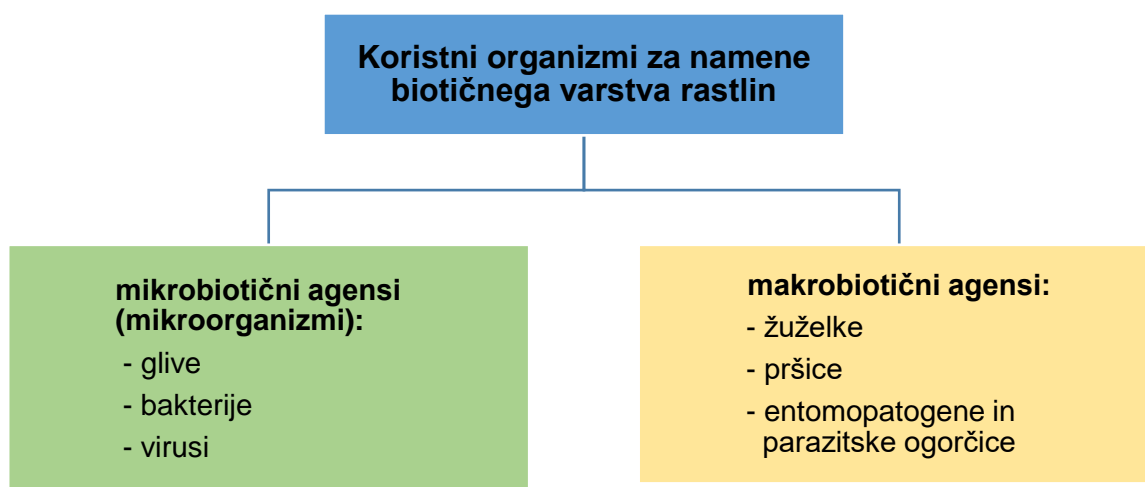 Koristni organizmi za namene
biotičnega varstva rastlin
mikrobiotični agensi
(mikroorganizmi):
- glive
- bakterije
- virusi
makrobiotični agensi:
- žuželke
- pršice
- entomopatogene in
parazitske ogorčice